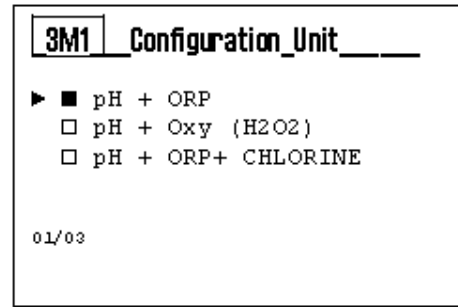 3M1 Configuration_Unit
▶ ■ pH + ORP
□ pH + Oxy (H2O2)
□ pH + ORP+ CHLORINE
01/03